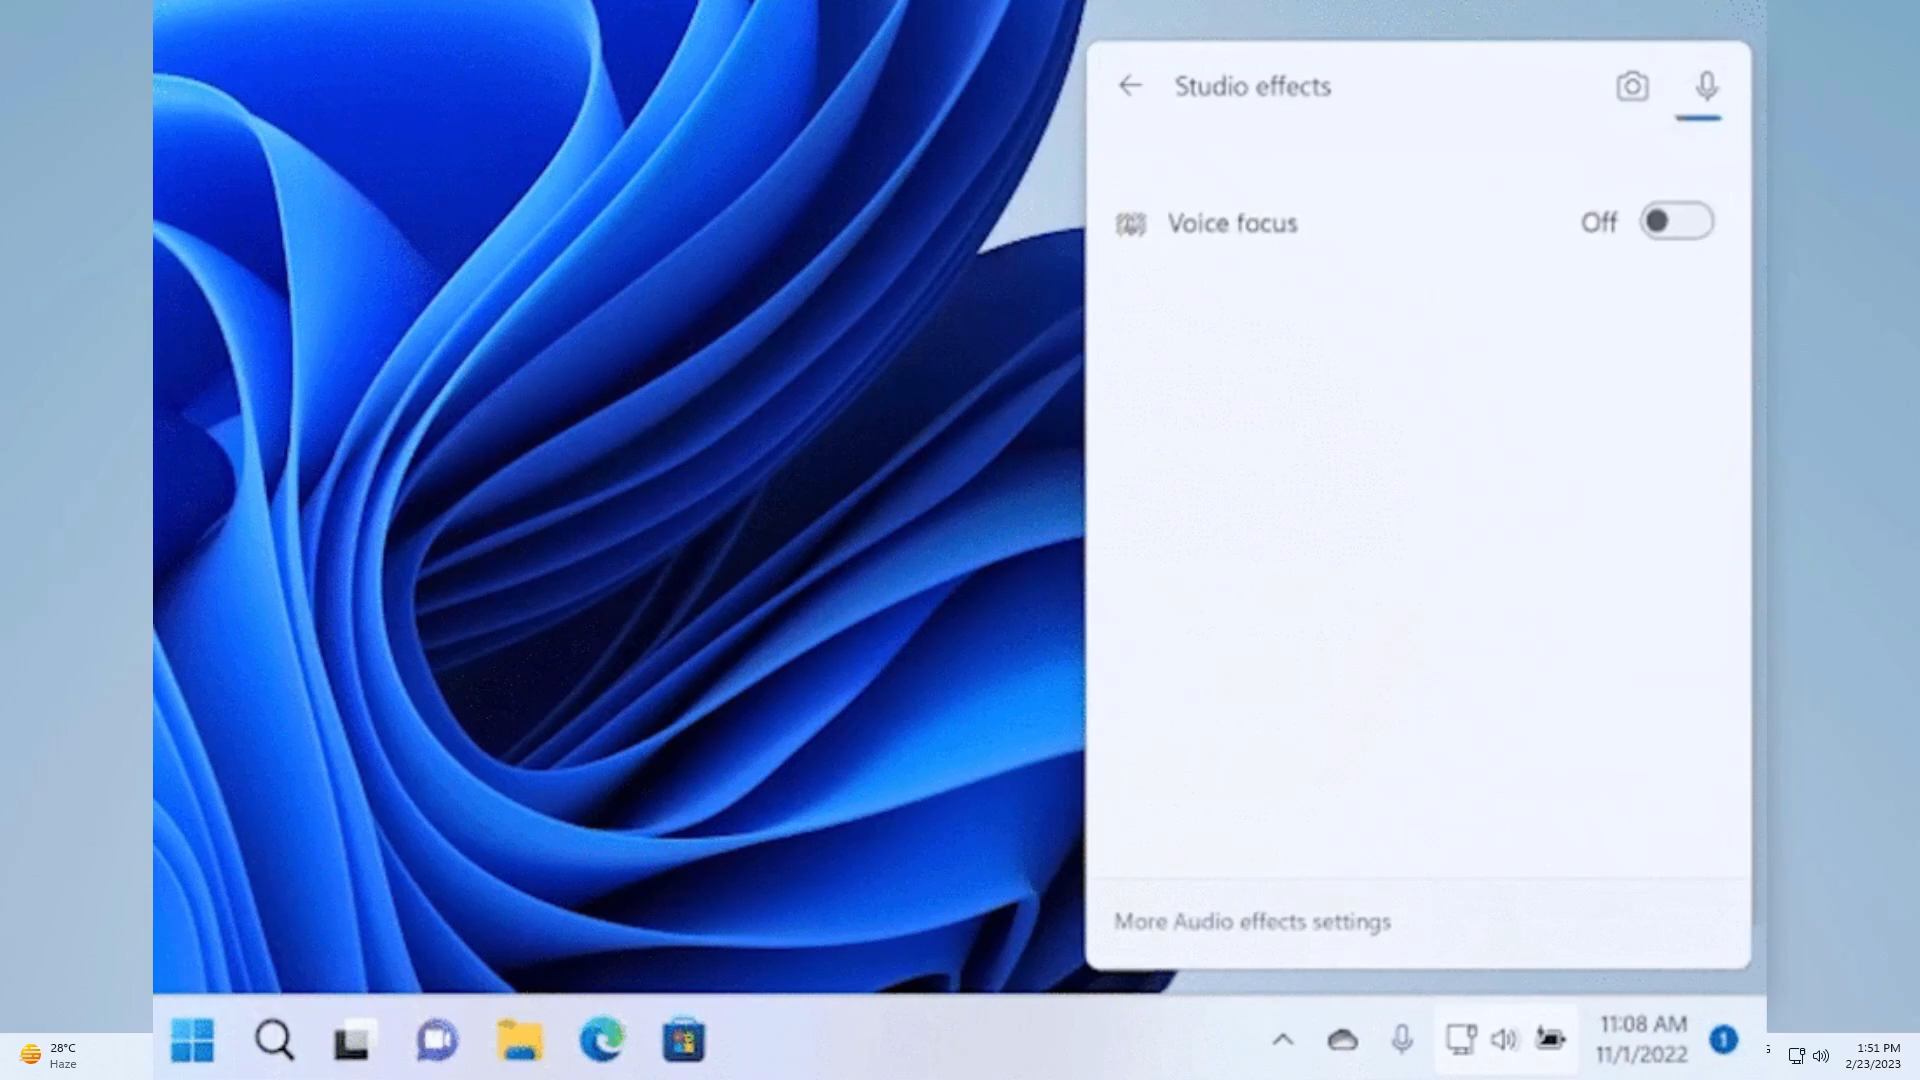 Studio effects
Voice focus
Off
More Audio effects settings
11:08 AM
11/1/2022
1
28°C
Haze
1:51 PM
2/23/2023